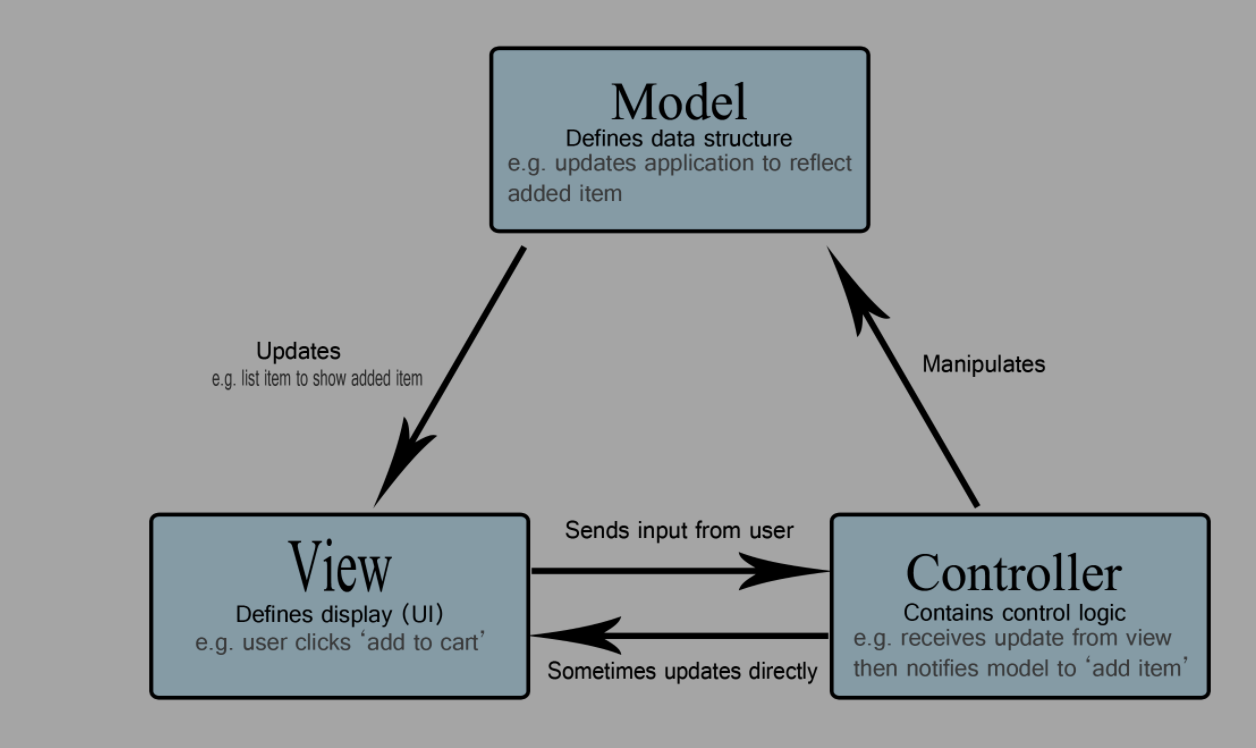 Model
Defines data structure
e.g. updates application to reflect
added item
Updates
e.g. list item to show added item
Manipulates
Sends input from user
View
Defines display (UI)
e.g. user clicks ‘add to cart’
Controller
Contains control logic
e.g. receives update from view
then notifies model to ‘add item’
Sometimes updates directly